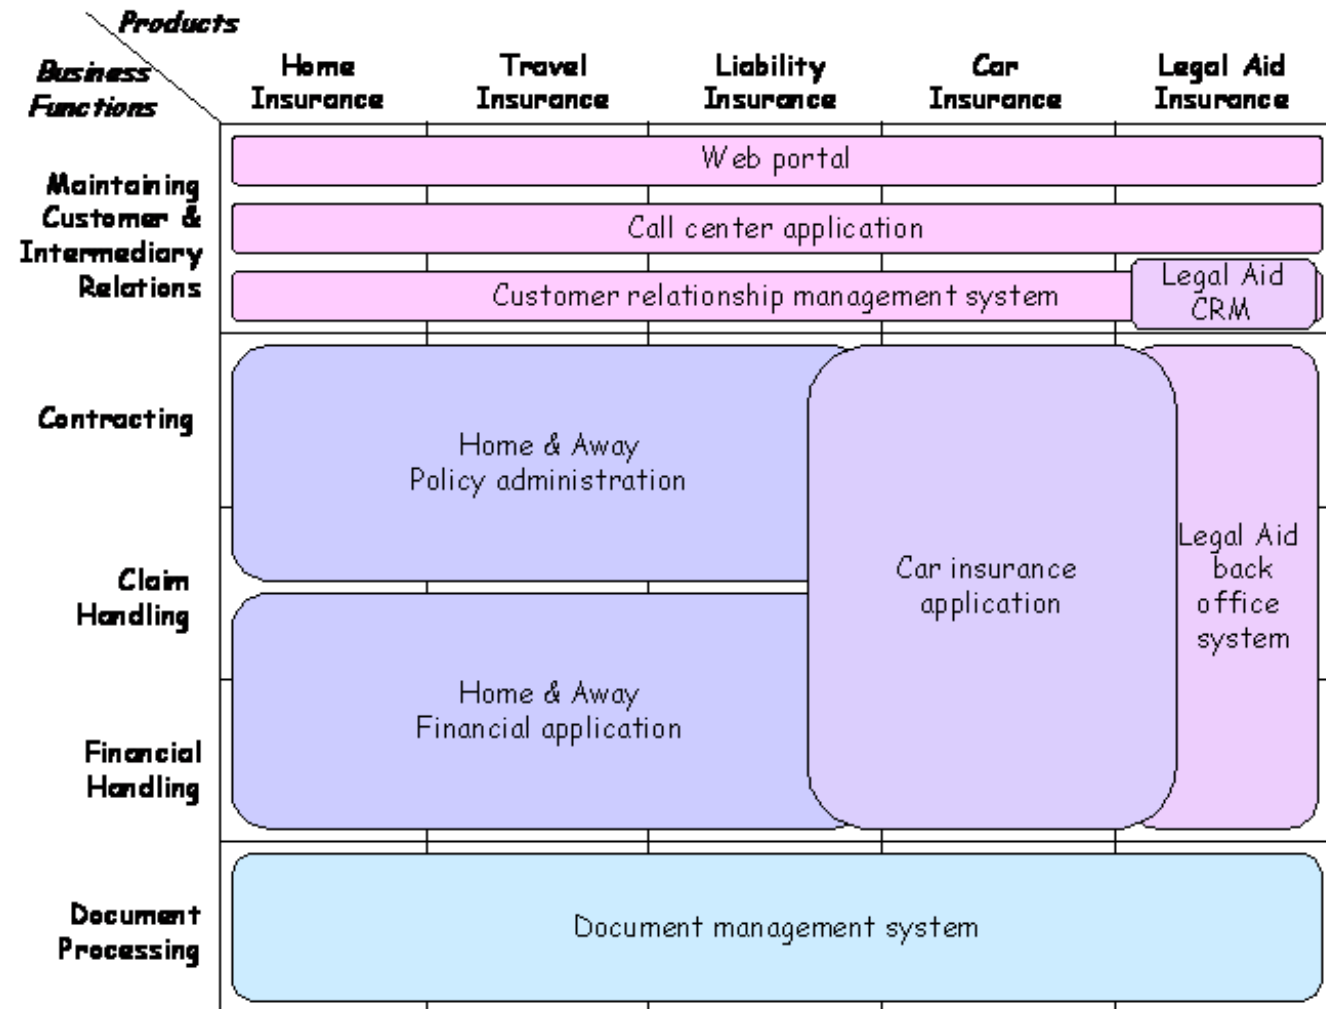 Products
Business
Functions
Home
Insurance
Travel
Insurance
Liability
Insurance
Car
Insurance
Legal Aid
Insurance
Maintaining
Customer &
Intermediary
Relations
Web portal
Call center application
Customer relationship management system
Legal Aid
CRM
Contracting
Home & Away
Policy administration
Claim
Handling
Car insurance
application
Legal Aid
back
office
system
Home & Away
Financial application
Financial
Handling
Document
Processing
Document management system